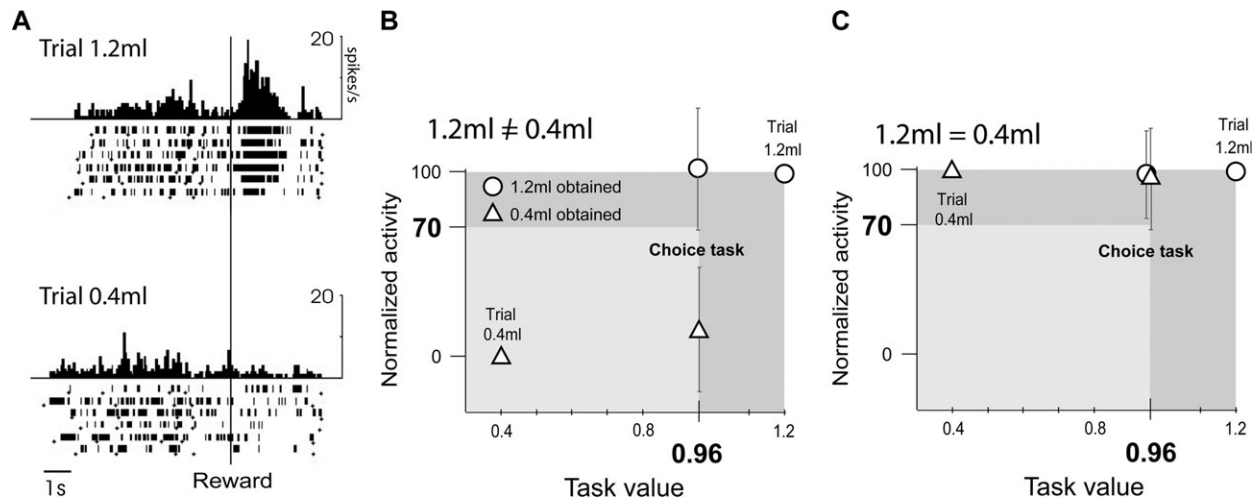 A
Trial 1.2ml
20
spikes/s
Trial 0.4ml
20
1s
Reward
B
1.2ml ≠ 0.4ml
Trial
1.2ml
100
1.2ml obtained
0.4ml obtained
70
Choice task
Trial
0.4ml
0
Normalized activity
0.4
0.8
1.2
0.96
Task value
C
1.2ml = 0.4ml
Trial
1.2ml
100
Trial
0.4ml
70
Choice task
0
Normalized activity
0.4
0.8
1.2
0.96
Task value